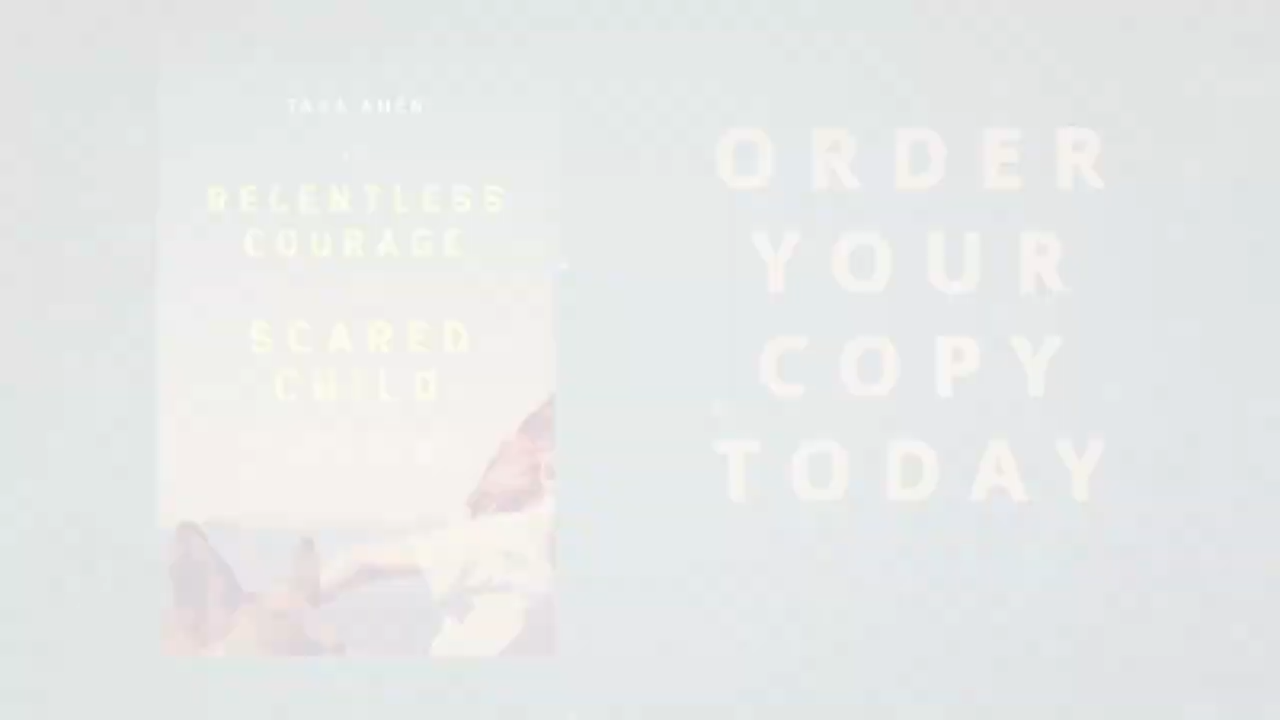 RELENTLESS
COURAGE
SCARED
CHILD
ORDER
YOUR
COPY
TODAY